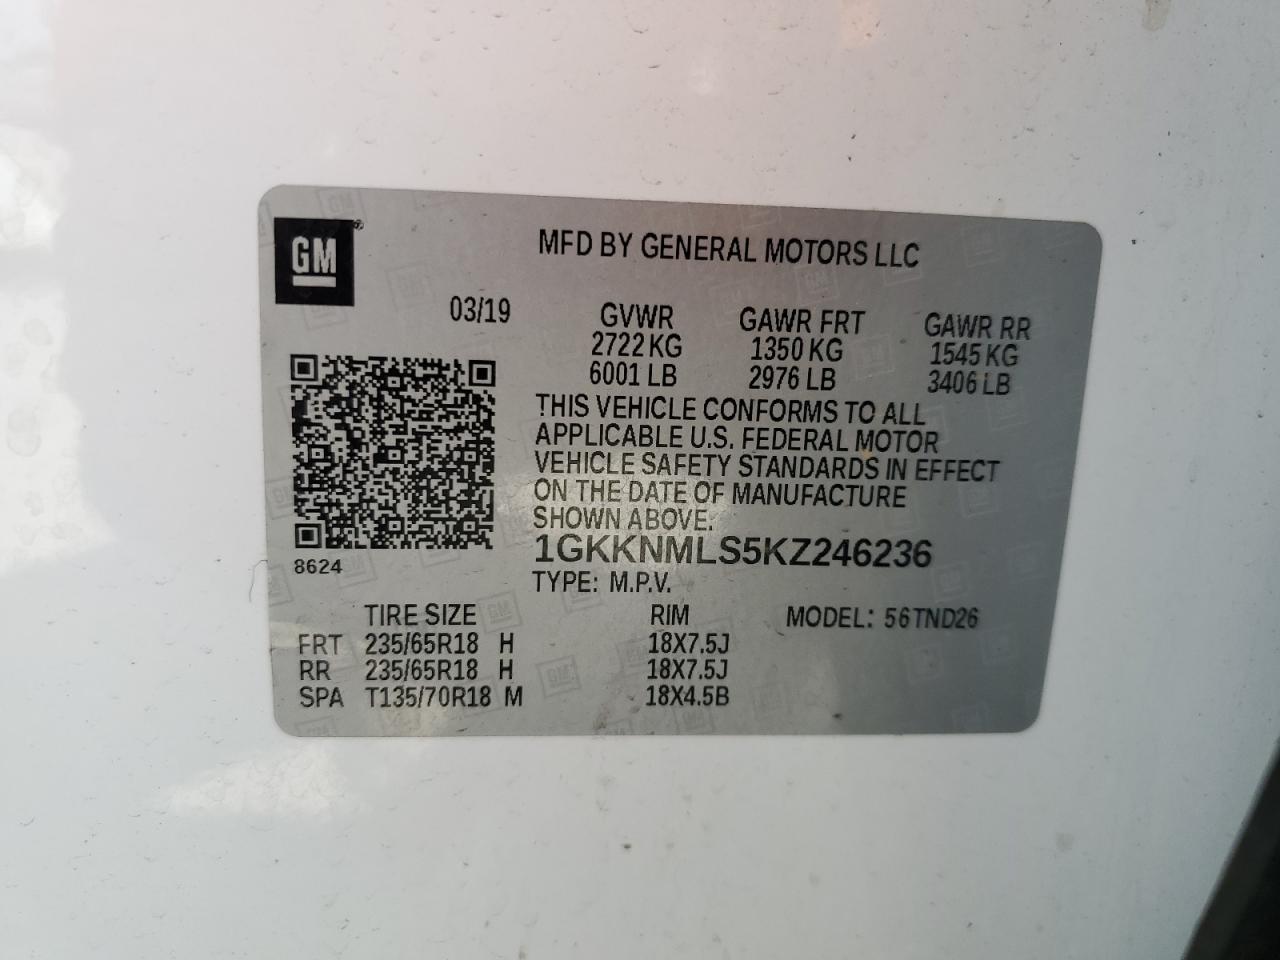 GM
MFD BY GENERAL MOTORS LLC
03/19 GVWR GAWR FRT GAWR RR
2722 KG 1350 KG 1545 KG
6001 LB 2976 LB 3406 LB
THIS VEHICLE CONFORMS TO ALL
APPLICABLE U.S. FEDERAL MOTOR
VEHICLE SAFETY STANDARDS IN EFFECT
ON THE DATE OF MANUFACTURE
SHOWN ABOVE.
1GKKNMLS5KZ246236
8624
TYPE: M.P.V.
TIRE SIZE RIM MODEL: 56TND26
FRT 235/65R18 H 18X7.5J
RR 235/65R18 H 18X7.5J
SPA T135/70R18 M 18X4.5B